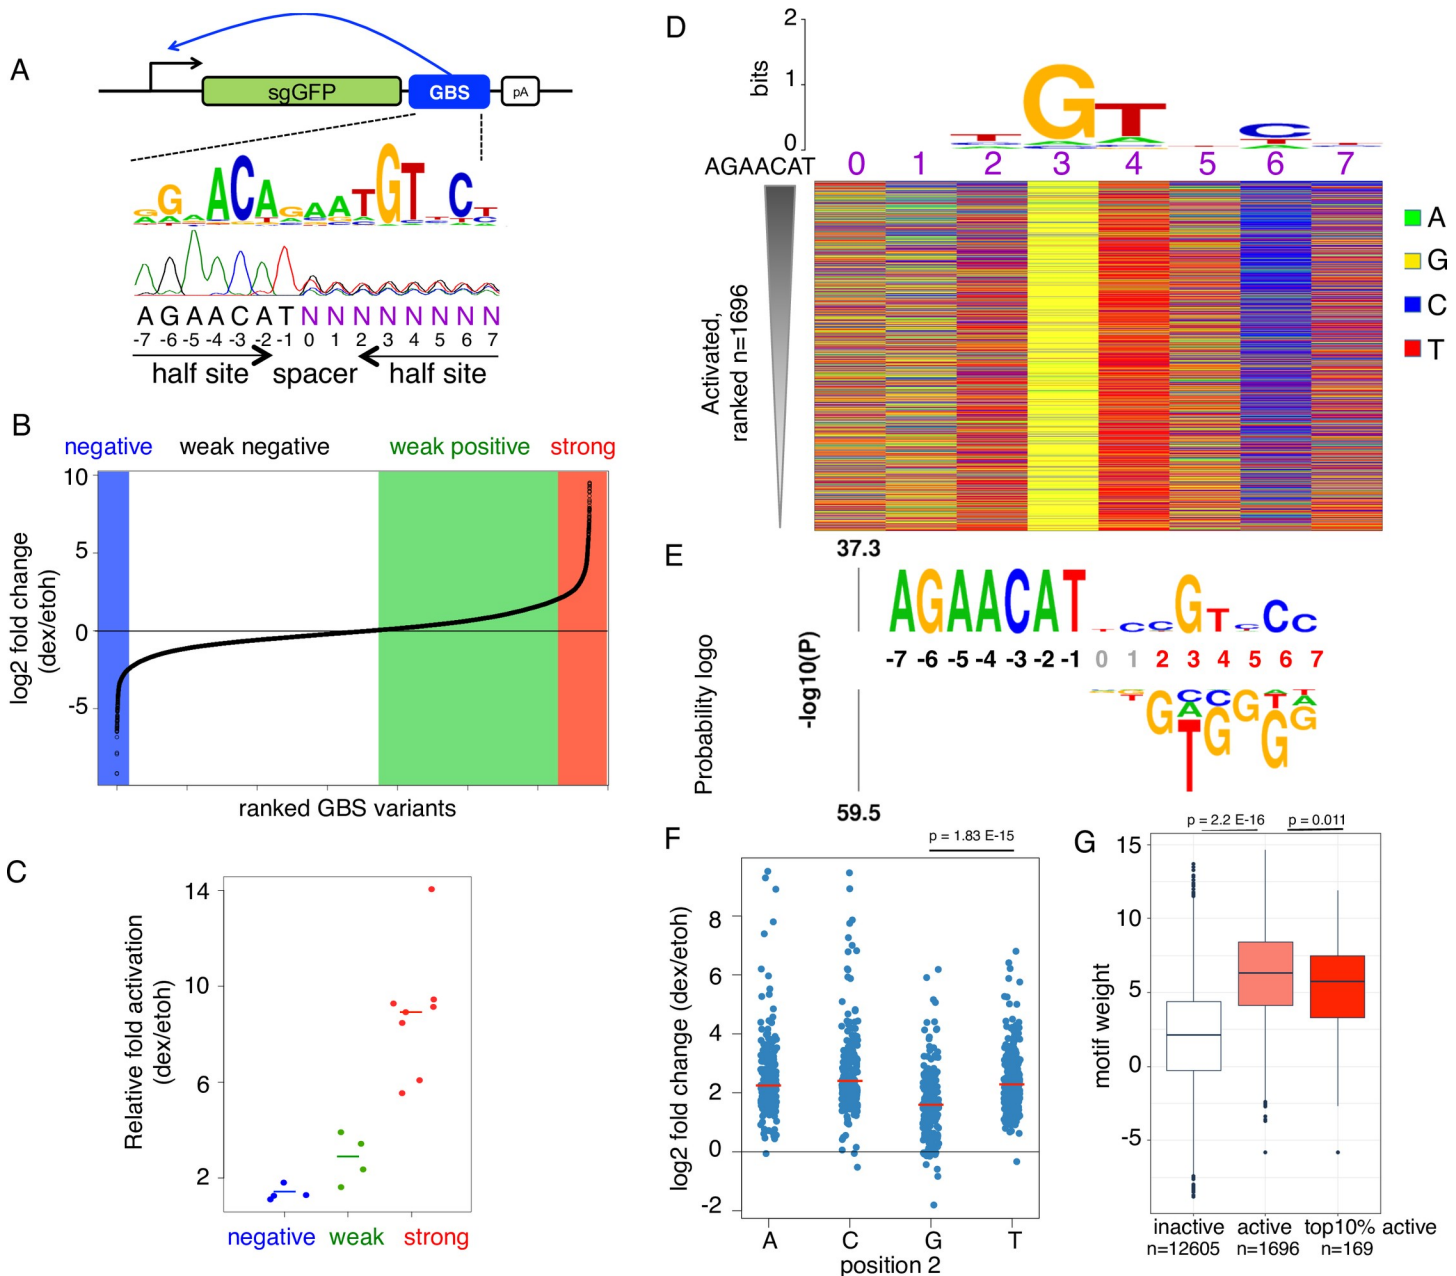 A
sgGFP
GBS
pA
AGAACATNNNNNNNN
-7 -6 -5 -4 -3 -2 -1 0 1 2 3 4 5 6 7
half site spacer half site
B
negative weak negative weak positive strong
10
5
0
-5
log2 fold change
(dex/etoh)
ranked GBS variants
C
14
10
6
2
Relative fold activation
(dex/etoh)
negative weak strong
D
2
1
0
bits
GT C
AGAACAT 0 1 2 3 4 5 6 7
Activated,
ranked n=1696
A
G
C
T
E
37.3
AGAACAT TCCGTCCC
-7 -6 -5 -4 -3 -2 -1 0 1 2 3 4 5 6 7
-log10(P)
Probability logo
59.5
F
p = 1.83 E-15
8
6
4
2
0
-2
log2 fold change (dex/etoh)
A C G T
position 2
G
p = 2.2 E-16 p = 0.011
15
10
5
0
-5
motif weight
inactive active top10% active
n=12605 n=1696 n=169